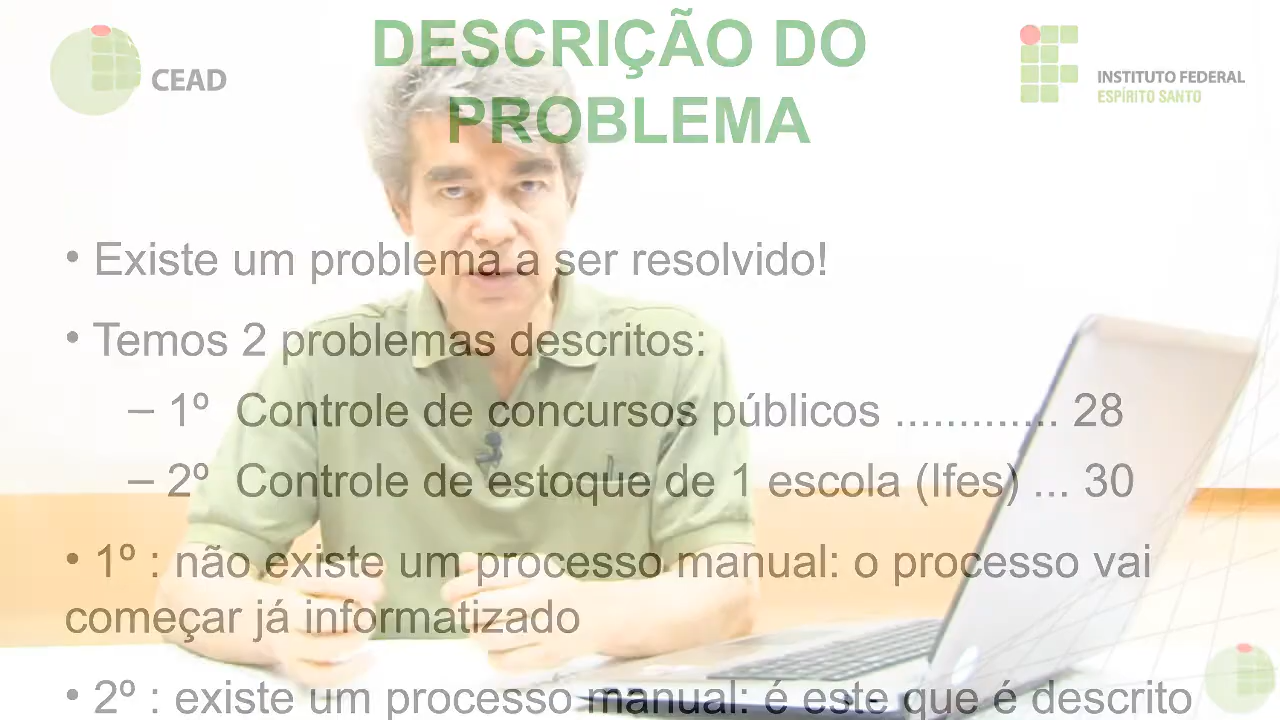 DESCRIÇÃO DO
PROBLEMA
CEAD
INSTITUTO FEDERAL
ESPÍRITO SANTO
• Existe um problema a ser resolvido!
• Temos 2 problemas descritos:
– 1º Controle de concursos públicos ............. 28
– 2º Controle de estoque de 1 escola (Ifes) ... 30
• 1º : não existe um processo manual: o processo vai
começar já informatizado
• 2º : existe um processo manual: é este que é descrito